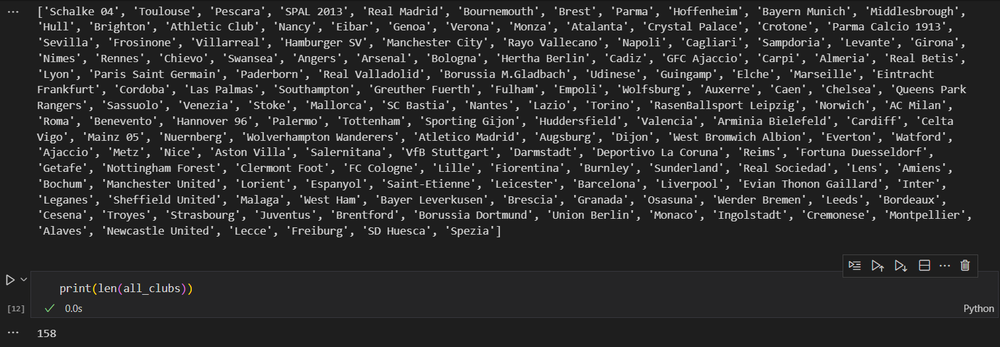 ['Schalke 04', 'Toulouse', 'Pescara', 'SPAL 2013', 'Real Madrid', 'Bournemouth', 'Brest', 'Parma', 'Hoffenheim', 'Bayern Munich', 'Middlesbrough',
'Hull', 'Brighton', 'Athletic Club', 'Nancy', 'Eibar', 'Genoa', 'Verona', 'Monza', 'Atalanta', 'Crystal Palace', 'Crotone', 'Parma Calcio 1913',
'Sevilla', 'Frosinone', 'Villarreal', 'Hamburger SV', 'Manchester City', 'Rayo Vallecano', 'Napoli', 'Cagliari', 'Sampdoria', 'Levante', 'Girona',
'Nimes', 'Rennes', 'Chievo', 'Swansea', 'Angers', 'Arsenal', 'Bologna', 'Hertha Berlin', 'Cadiz', 'GFC Ajaccio', 'Carpi', 'Almeria', 'Real Betis',
'Lyon', 'Paris Saint Germain', 'Paderborn', 'Real Valladolid', 'Borussia M.Gladbach', 'Udinese', 'Guingamp', 'Elche', 'Marseille', 'Eintracht
Frankfurt', 'Cordoba', 'Las Palmas', 'Southampton', 'Greuther Fuerth', 'Fulham', 'Empoli', 'Wolfsburg', 'Auxerre', 'Caen', 'Chelsea', 'Queens Park
Rangers', 'Sassuolo', 'Venezia', 'Stoke', 'Mallorca', 'SC Bastia', 'Nantes', 'Lazio', 'Torino', 'RasenBallsport Leipzig', 'Norwich', 'AC Milan',
'Roma', 'Benevento', 'Hannover 96', 'Palermo', 'Tottenham', 'Sporting Gijon', 'Huddersfield', 'Valencia', 'Arminia Bielefeld', 'Cardiff', 'Celta
Vigo', 'Mainz 05', 'Nuernberg', 'Wolverhampton Wanderers', 'Atletico Madrid', 'Augsburg', 'Dijon', 'West Bromwich Albion', 'Everton', 'Watford',
'Ajaccio', 'Metz', 'Nice', 'Aston Villa', 'Salernitana', 'VfB Stuttgart', 'Darmstadt', 'Deportivo La Coruna', 'Reims', 'Fortuna Duesseldorf',
'Getafe', 'Nottingham Forest', 'Clermont Foot', 'FC Cologne', 'Lille', 'Fiorentina', 'Burnley', 'Sunderland', 'Real Sociedad', 'Lens', 'Amiens',
'Bochum', 'Manchester United', 'Lorient', 'Espanyol', 'Saint-Etienne', 'Leicester', 'Barcelona', 'Liverpool', 'Evian Thonon Gaillard', 'Inter',
'Leganes', 'Sheffield United', 'Malaga', 'West Ham', 'Bayer Leverkusen', 'Brescia', 'Granada', 'Osasuna', 'Werder Bremen', 'Leeds', 'Bordeaux',
'Cesena', 'Troyes', 'Strasbourg', 'Juventus', 'Brentford', 'Borussia Dortmund', 'Union Berlin', 'Monaco', 'Ingolstadt', 'Cremonese', 'Montpellier',
'Alaves', 'Newcastle United', 'Lecce', 'Freiburg', 'SD Huesca', 'Spezia']
print(len(all_clubs))
[12]
0.0s
Python
158